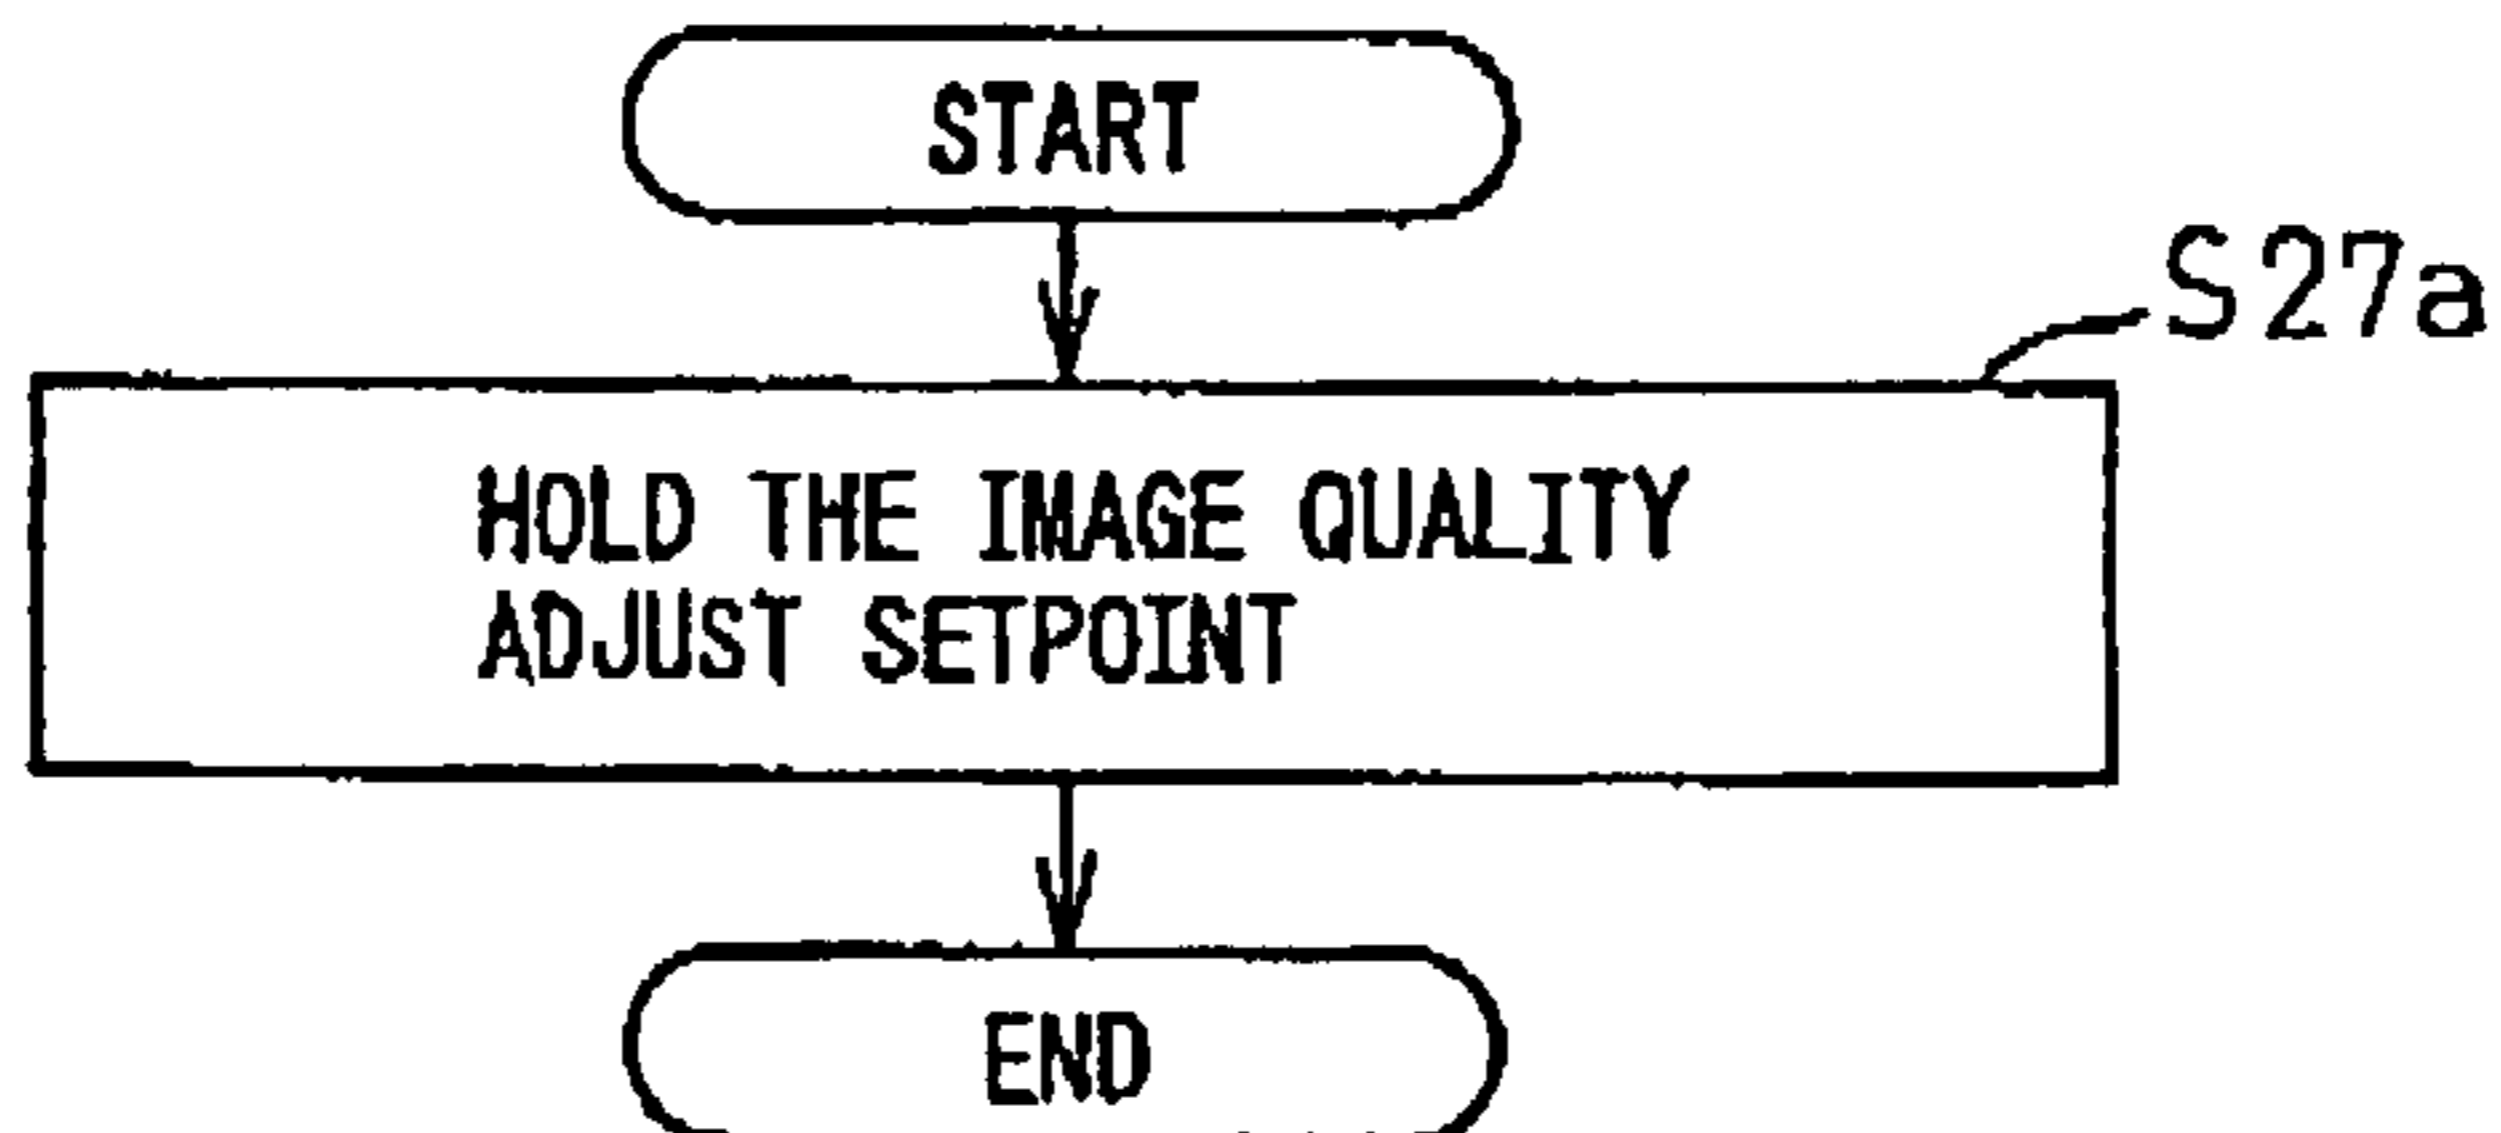 START
S27a
HOLD THE IMAGE QUALITY
ADJUST SETPOINT
END